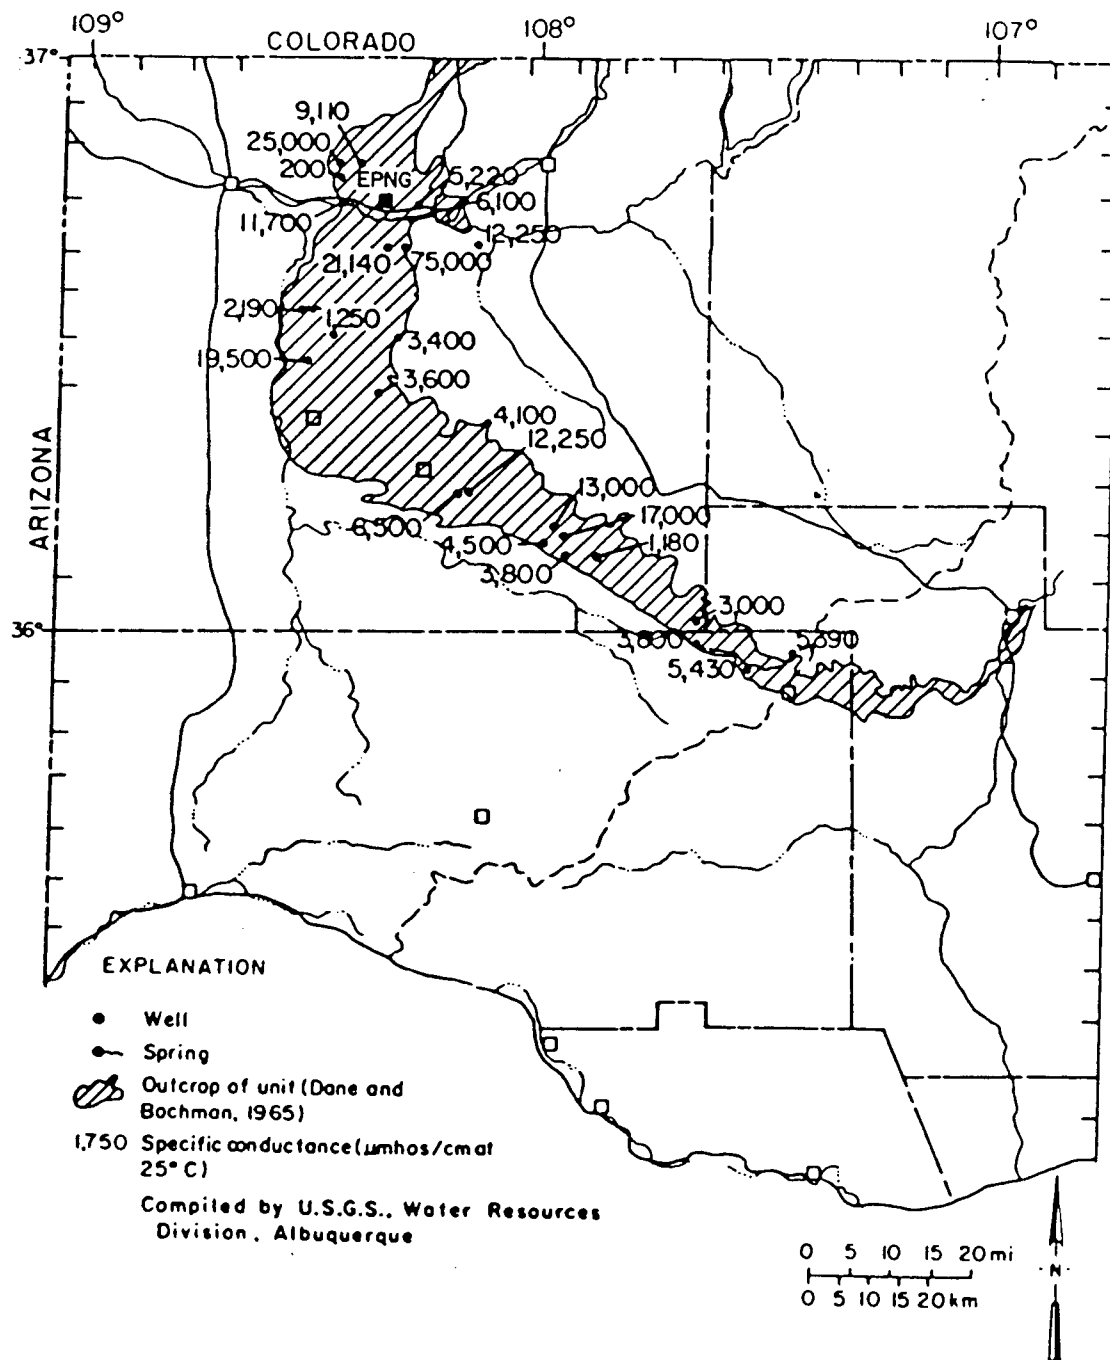 109°
108°
107°
COLORADO
37°
9,110
25,000
200
EPNG
5,220
6,100
11,700
12,250
21,140
75,000
2,190
1,250
3,400
19,500
3,600
4,100
12,250
ARIZONA
13,000
17,000
4,500
1,180
3,800
3,000
36°
5,430
EXPLANATION
Well
Spring
Outcrop of unit (Dane and
Bachman, 1965)
1,750 Specific conductance (µmhos/cm at
25° C)
Compiled by U.S.G.S., Water Resources
Division, Albuquerque
0 5 10 15 20 mi
N
0 5 10 15 20 km